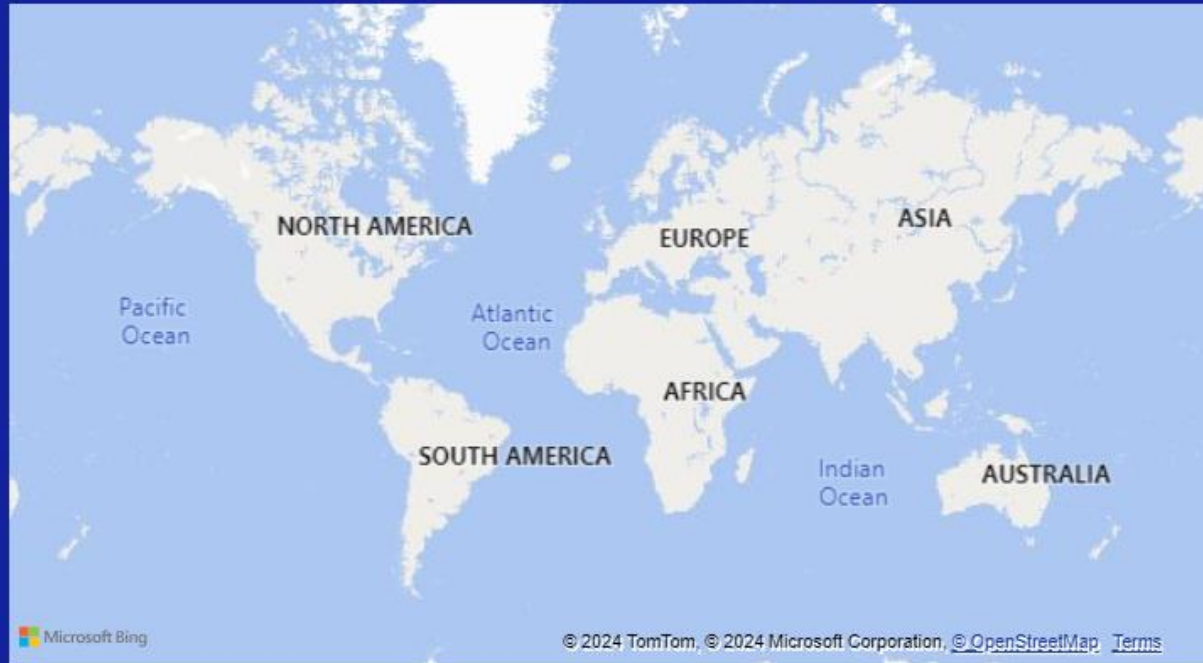 NORTH AMERICA
EUROPE
ASIA
Pacific
Ocean
Atlantic
Ocean
AFRICA
SOUTH AMERICA
Indian
Ocean
AUSTRALIA
Microsoft Bing
© 2024 TomTom, © 2024 Microsoft Corporation, © OpenStreetMap Terms